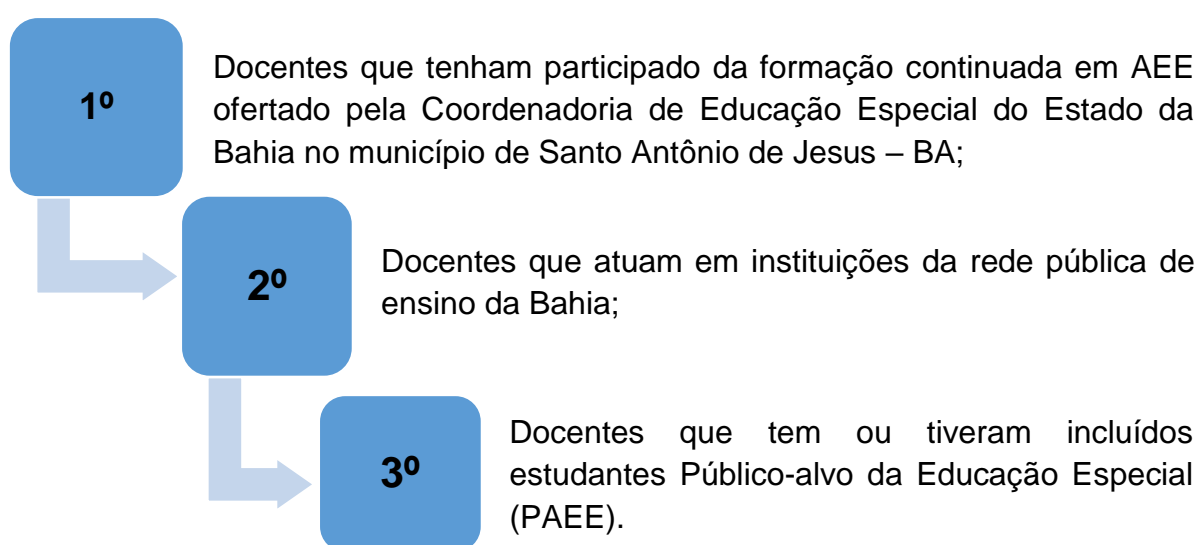 1º
Docentes que tenham participado da formação continuada em AEE
ofertado pela Coordenadoria de Educação Especial do Estado da
Bahia no município de Santo Antônio de Jesus – BA;
2º
Docentes que atuam em instituições da rede pública de
ensino da Bahia;
3º
Docentes que tem ou tiveram incluídos
estudantes Público-alvo da Educação Especial
(PAEE).